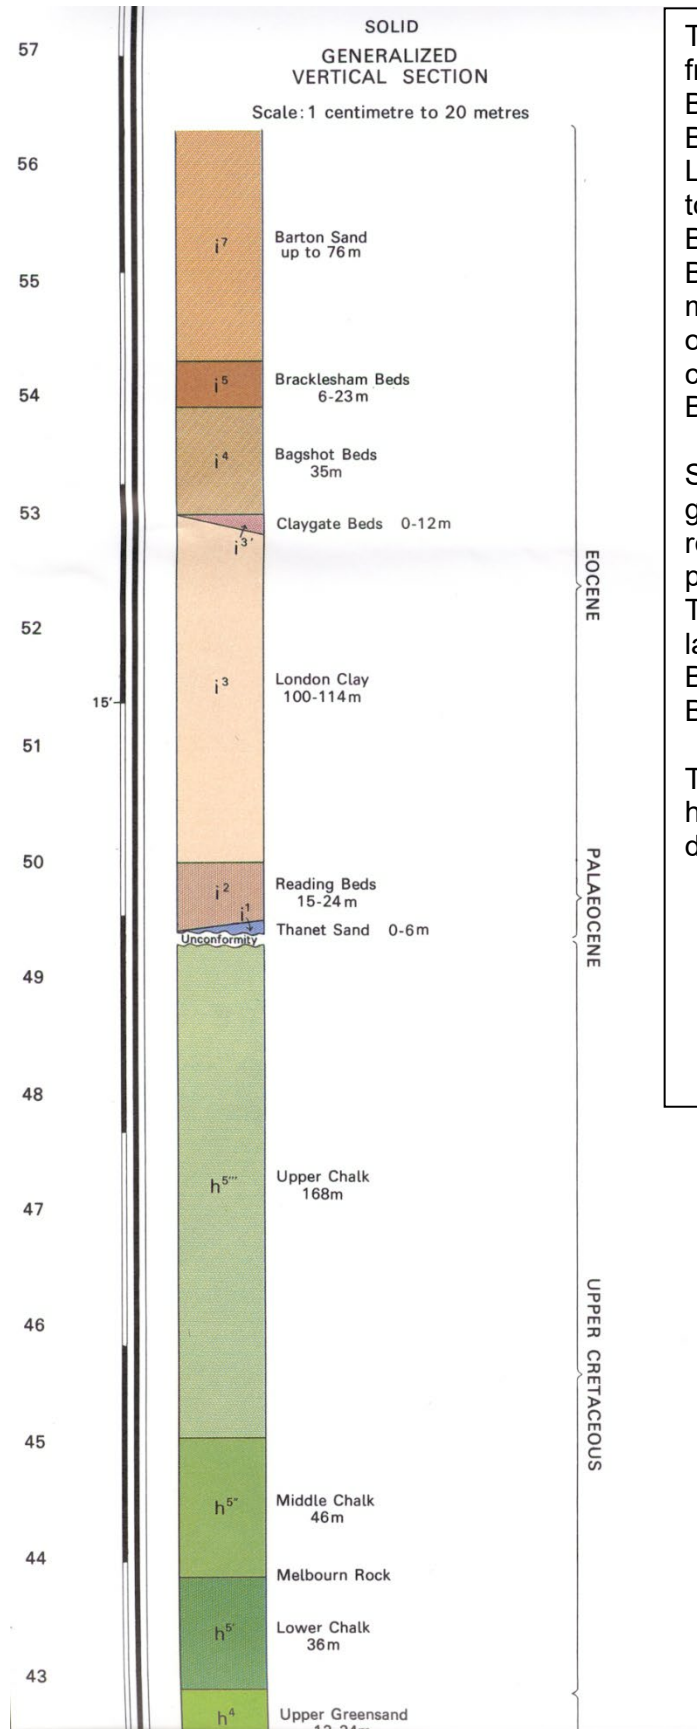 SOLID
GENERALIZED
VERTICAL SECTION
Scale: 1 centimetre to 20 metres
57
56
55
54
53
52
15'
51
50
49
48
47
46
45
44
43
i⁷
Barton Sand
up to 76m
i⁵
Bracklesham Beds
6-23m
i⁴
Bagshot Beds
35m
Claygate Beds 0-12m
i³'
i³
London Clay
100-114m
i²
Reading Beds
15-24m
i¹
Thanet Sand 0-6m
Unconformity
h⁵'''
Upper Chalk
168m
h⁵''
Middle Chalk
46m
Melbourn Rock
h⁵'
Lower Chalk
36m
h⁴
Upper Greensand
EOCENE
PALAEOCENE
UPPER CRETACEOUS